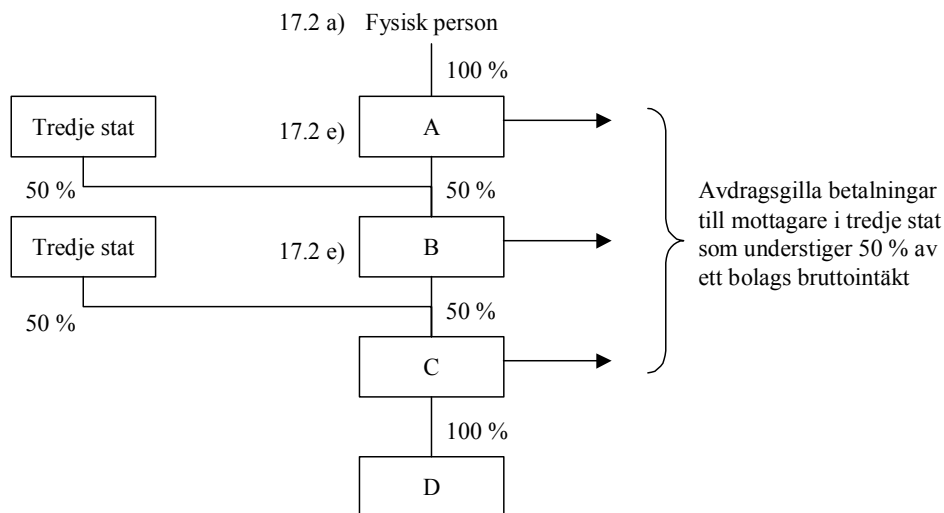 17.2 a) Fysisk person
100 %
Tredje stat
17.2 e)
A
50 %
50 %
Tredje stat
17.2 e)
B
Avdragsgilla betalningar
till mottagare i tredje stat
som understiger 50 % av
ett bolags bruttointäkt
50 %
50 %
C
100 %
D